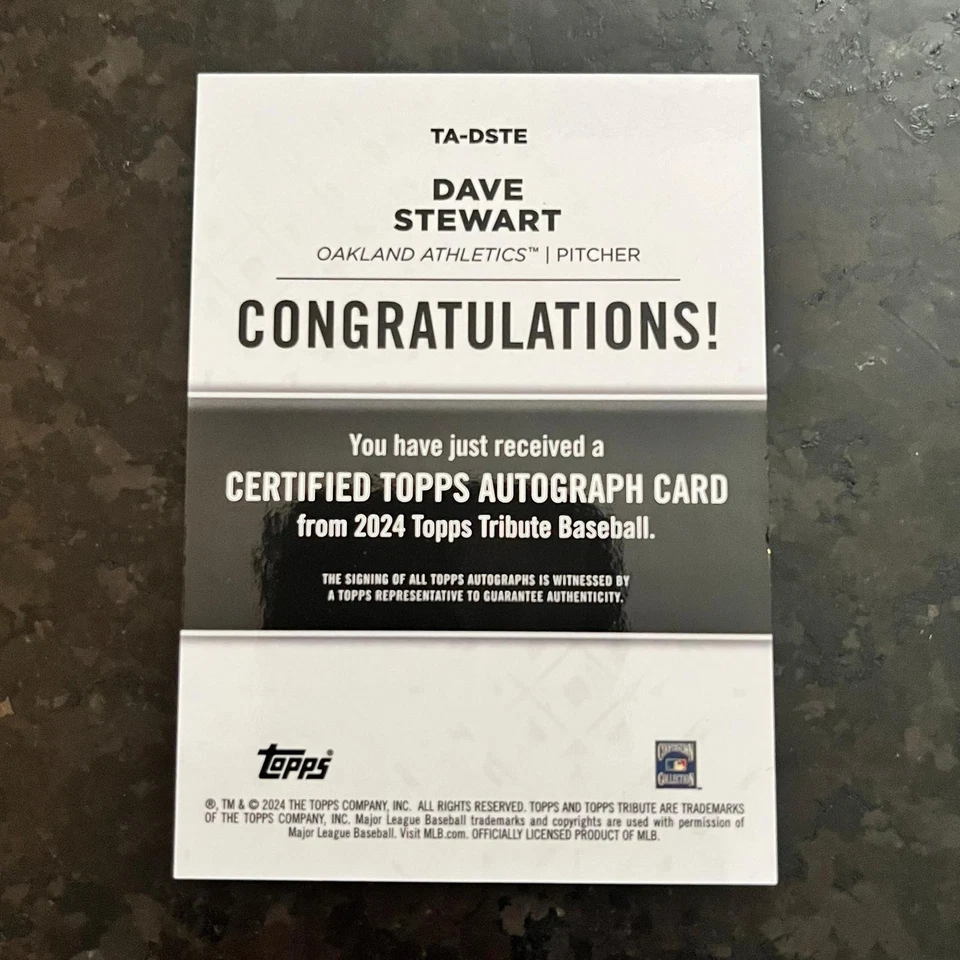 TA-DSTE
DAVE
STEWART
OAKLAND ATHLETICS™ | PITCHER
CONGRATULATIONS!
You have just received a
CERTIFIED TOPPS AUTOGRAPH CARD
from 2024 Topps Tribute Baseball.
THE SIGNING OF ALL TOPPS AUTOGRAPHS IS WITNESSED BY
A TOPPS REPRESENTATIVE TO GUARANTEE AUTHENTICITY.
topps®
COOPERSTOWN
COLLECTION
®, TM & © 2024 THE TOPPS COMPANY, INC. ALL RIGHTS RESERVED. TOPPS AND TOPPS TRIBUTE ARE TRADEMARKS
OF THE TOPPS COMPANY, INC. Major League Baseball trademarks and copyrights are used with permission of
Major League Baseball. Visit MLB.com. OFFICIALLY LICENSED PRODUCT OF MLB.